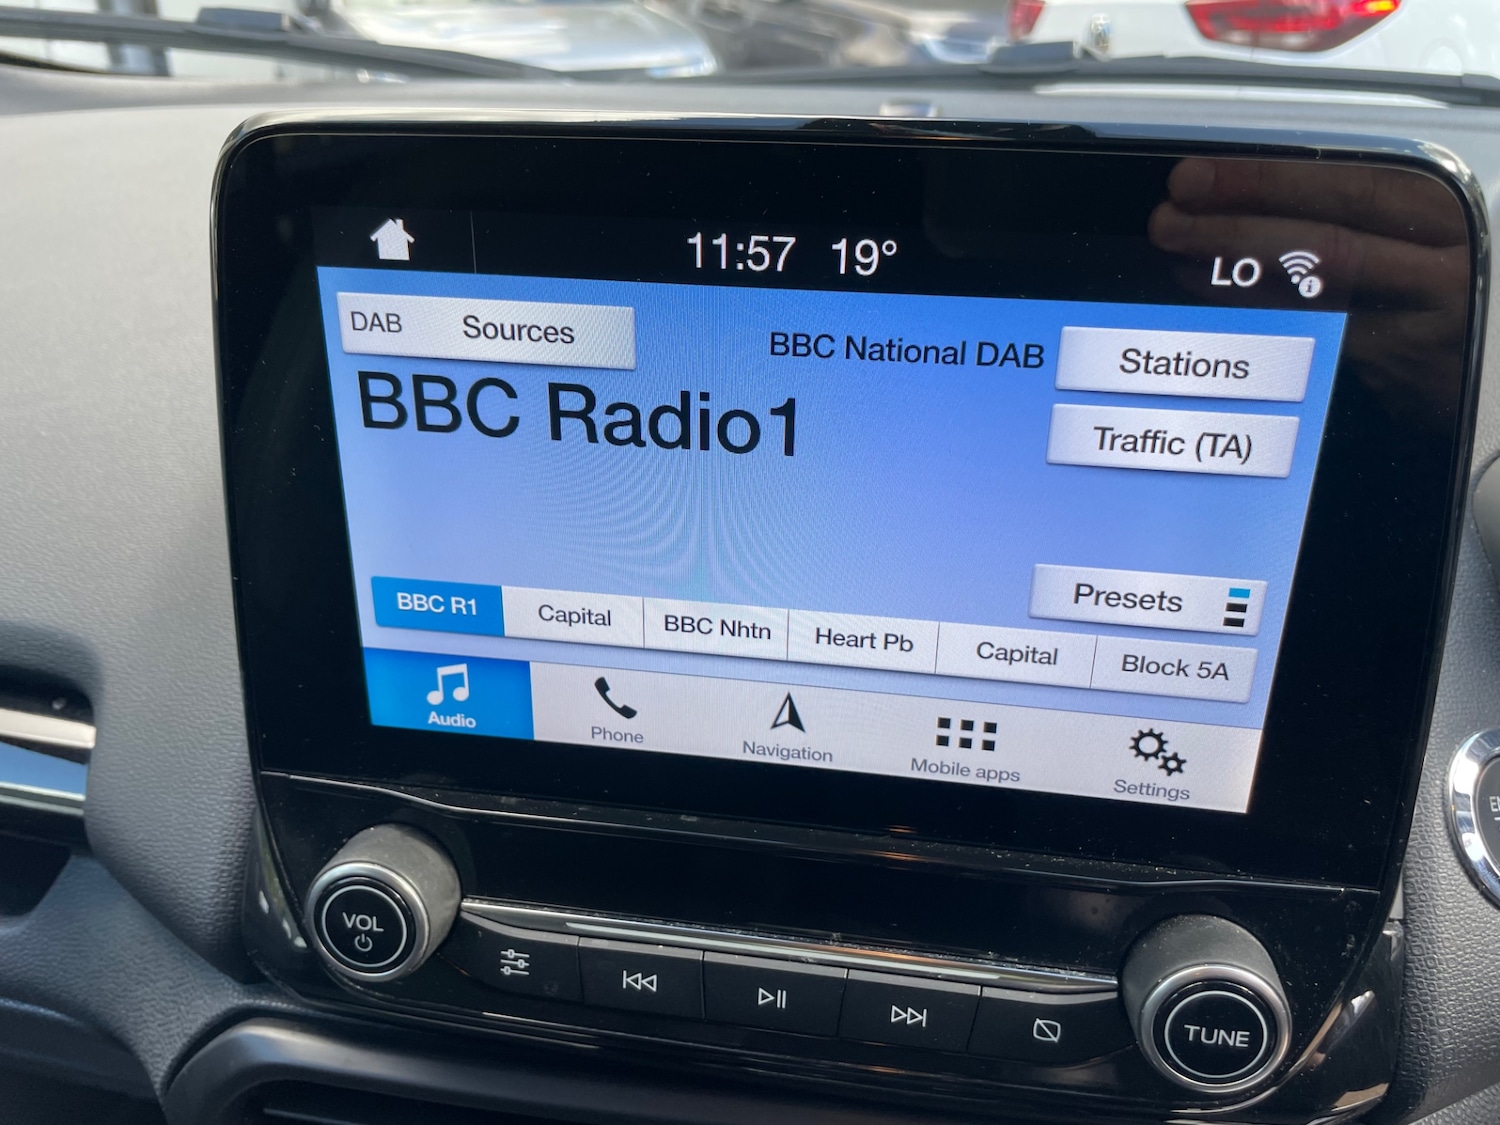 11:57 19° LO
DAB Sources
BBC National DAB
Stations
BBC Radio1
Traffic (TA)
Presets
BBC R1 Capital BBC Nhtn Heart Pb Capital Block 5A
Audio Phone Navigation Mobile apps Settings
VOL
TUNE